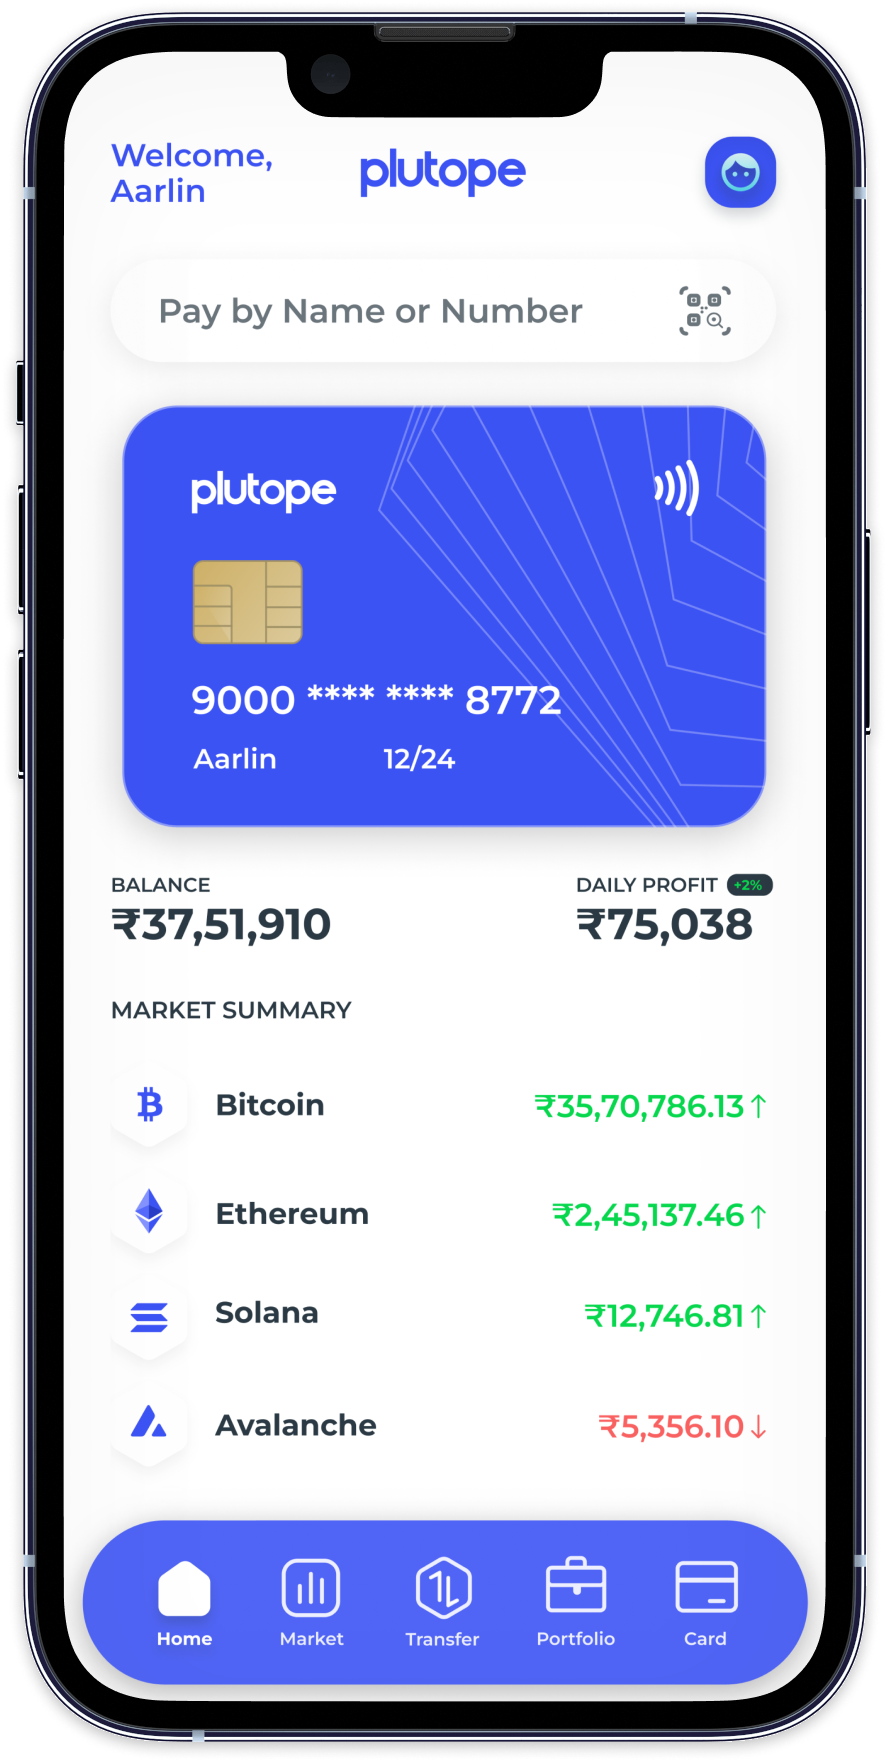 Welcome,
Aarlin
plutope
Pay by Name or Number
plutope
9000 **** **** 8772
Aarlin 12/24
BALANCE
₹37,51,910
DAILY PROFIT +2%
₹75,038
MARKET SUMMARY
Bitcoin ₹35,70,786.13↑
Ethereum ₹2,45,137.46↑
Solana ₹12,746.81↑
Avalanche ₹5,356.10↓
Home Market Transfer Portfolio Card